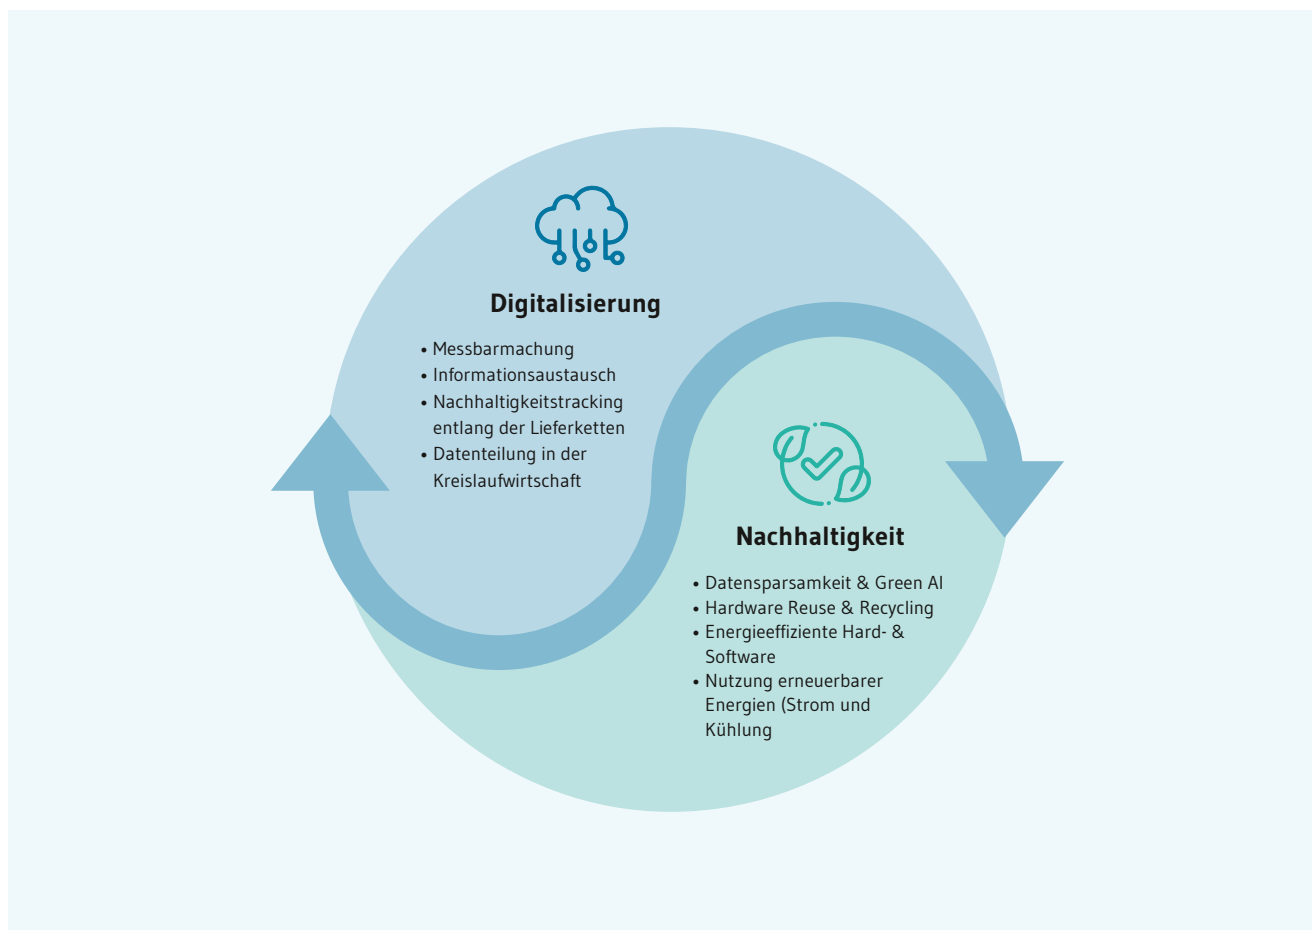 Digitalisierung
• Messbarmachung
• Informationsaustausch
• Nachhaltigkeitstracking
entlang der Lieferketten
• Datenteilung in der
Kreislaufwirtschaft
Nachhaltigkeit
• Datensparsamkeit & Green AI
• Hardware Reuse & Recycling
• Energieeffiziente Hard- &
Software
• Nutzung erneuerbarer
Energien (Strom und
Kühlung